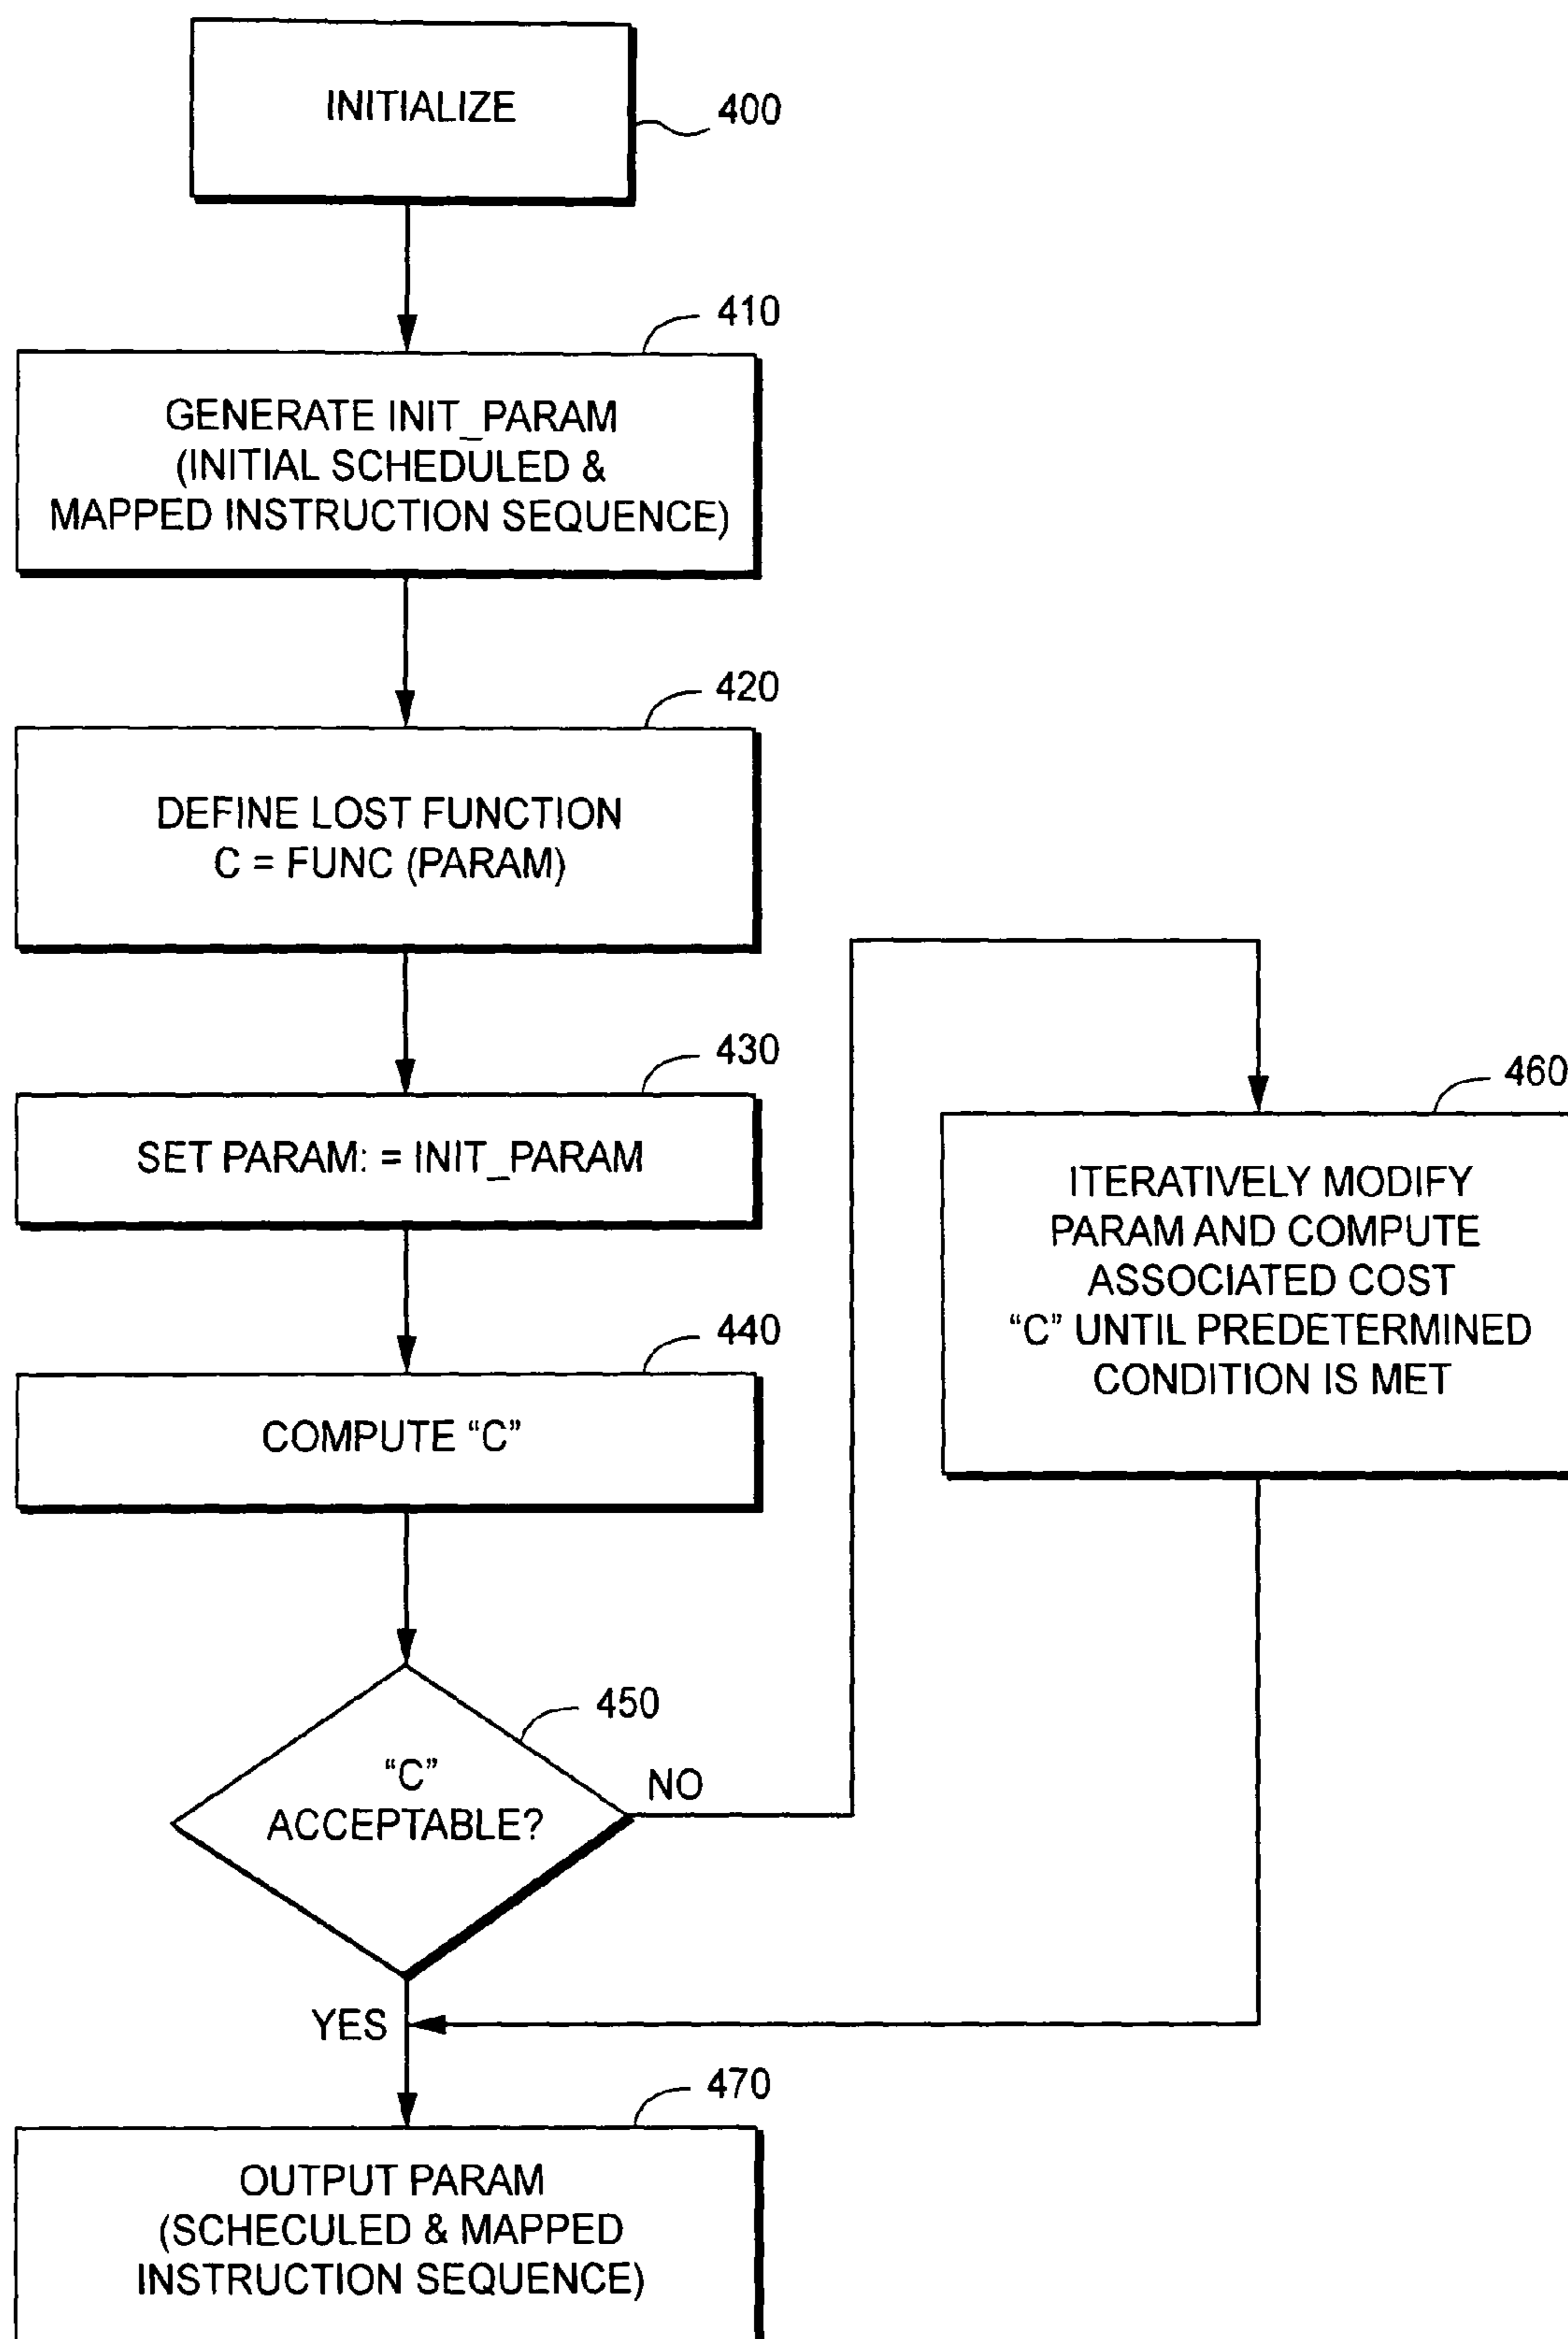 INITIALIZE
400
410
GENERATE INIT_PARAM
(INITIAL SCHEDULED &
MAPPED INSTRUCTION SEQUENCE)
420
DEFINE LOST FUNCTION
C = FUNC (PARAM)
430
SET PARAM: = INIT_PARAM
460
ITERATIVELY MODIFY
PARAM AND COMPUTE
ASSOCIATED COST
“C” UNTIL PREDETERMINED
CONDITION IS MET
440
COMPUTE “C”
450
“C”
ACCEPTABLE?
NO
YES
470
OUTPUT PARAM
(SCHECULED & MAPPED
INSTRUCTION SEQUENCE)